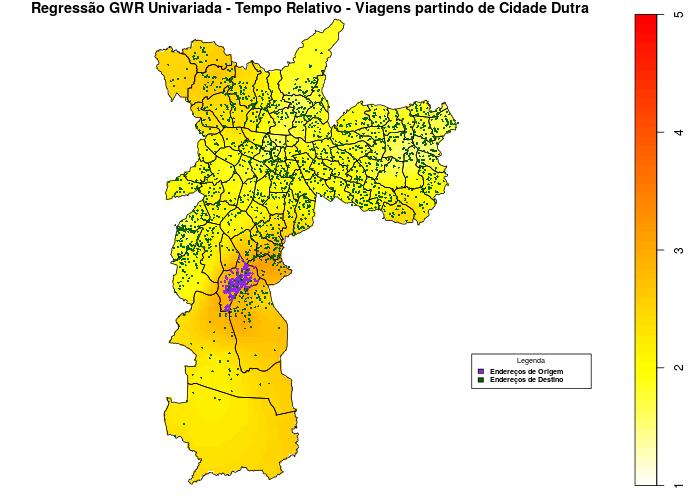 Regressão GWR Univariada - Tempo Relativo - Viagens partindo de Cidade Dutra
5
4
3
2
1
Legenda
Endereços de Origem
Endereços de Destino